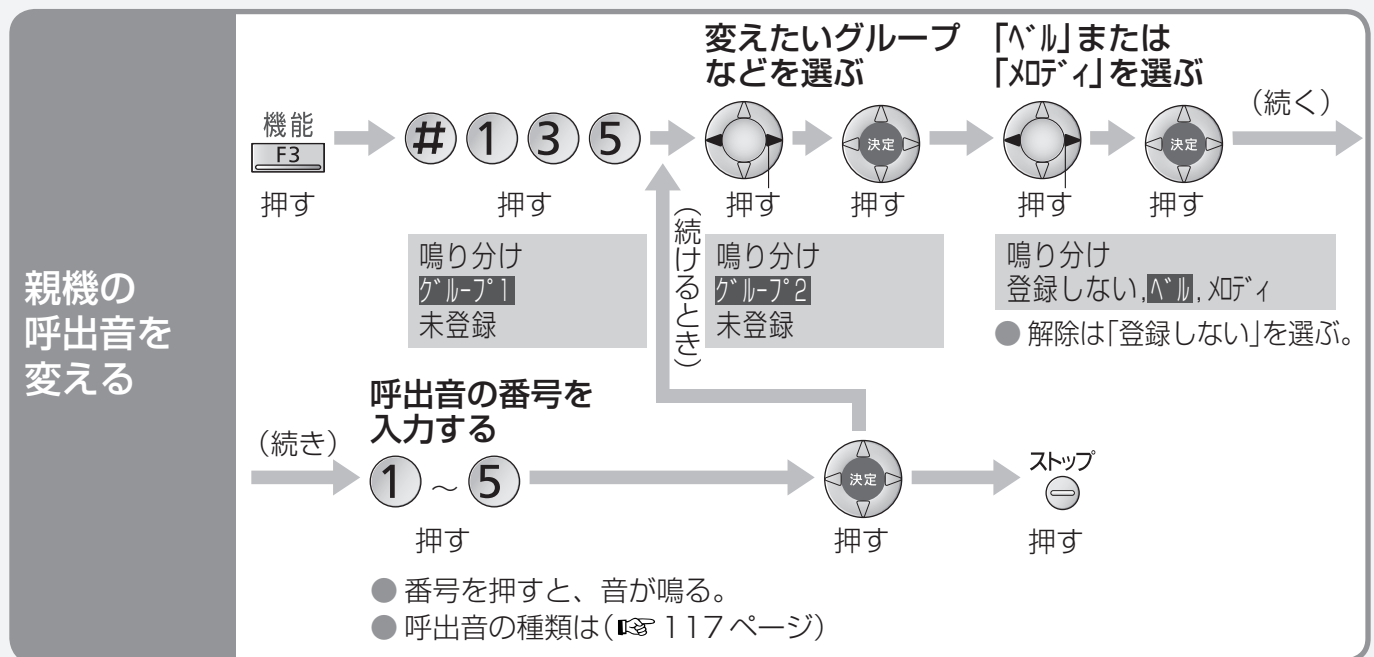 親機の
呼出音を
変える
機能
F3
押す
# 1 3 5
押す
鳴り分け
ｸﾞﾙｰﾌﾟ1
未登録
(続けるとき)
変えたいグループ
などを選ぶ
押す
決定
押す
鳴り分け
ｸﾞﾙｰﾌﾟ2
未登録
「ﾍﾞﾙ」または
「ﾒﾛﾃﾞｨ」を選ぶ
押す
決定
押す
(続く)
鳴り分け
登録しない,ﾍﾞﾙ, ﾒﾛﾃﾞｨ
● 解除は「登録しない」を選ぶ。
(続き)
呼出音の番号を
入力する
1 ～ 5
押す
決定
押す
ストップ
押す
● 番号を押すと、音が鳴る。
● 呼出音の種類は(☞ 117ページ)